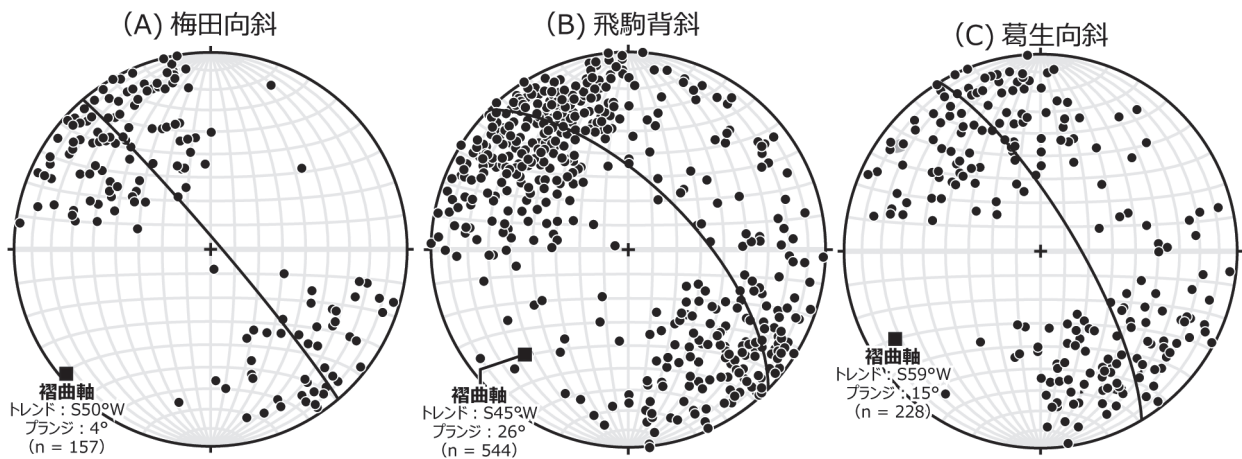 (A) 梅田向斜
褶曲軸
トレンド：S50°W
プランジ：4°
(n = 157)
(B) 飛駒背斜
褶曲軸
トレンド：S45°W
プランジ：26°
(n = 544)
(C) 葛生向斜
褶曲軸
トレンド：S59°W
プランジ：15°
(n = 228)